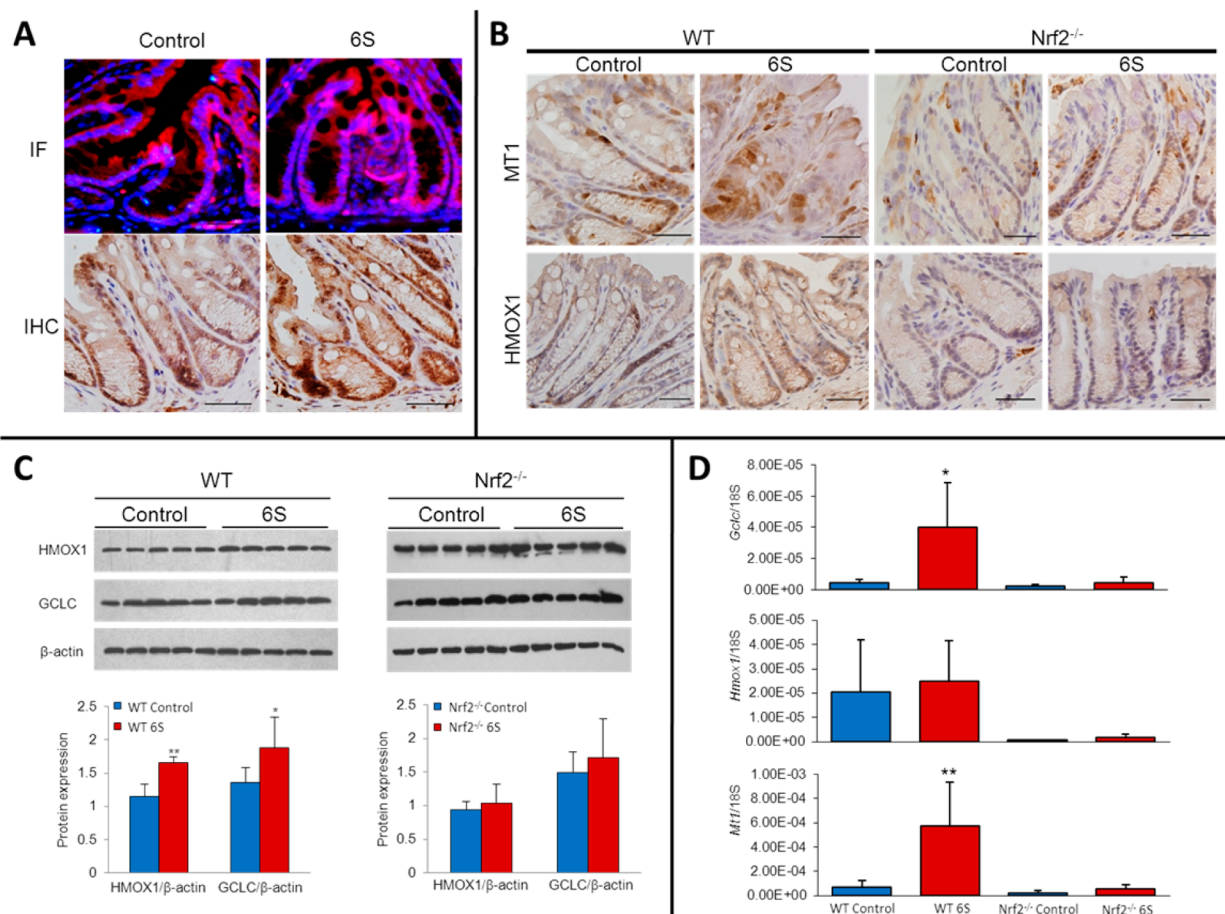 A
Control 6S
IF
IHC
B
WT Nrf2-/-
Control 6S Control 6S
MT1
HMOX1
C
WT Nrf2-/-
Control 6S Control 6S
HMOX1
GCLC
β-actin
Protein expression
2.5
2
1.5
1
0.5
0
WT Control
WT 6S
**
*
HMOX1/β-actin GCLC/β-actin
Protein expression
2.5
2
1.5
1
0.5
0
Nrf2-/- Control
Nrf2-/- 6S
HMOX1/β-actin GCLC/β-actin
D
Gclc/18S
8.00E-05
6.00E-05
4.00E-05
2.00E-05
0.00E+00
*
Hmox1/18S
5.00E-05
4.00E-05
3.00E-05
2.00E-05
1.00E-05
0.00E+00
Mt1/18S
1.00E-03
8.00E-04
6.00E-04
4.00E-04
2.00E-04
0.00E+00
**
WT Control WT 6S Nrf2-/- Control Nrf2-/- 6S